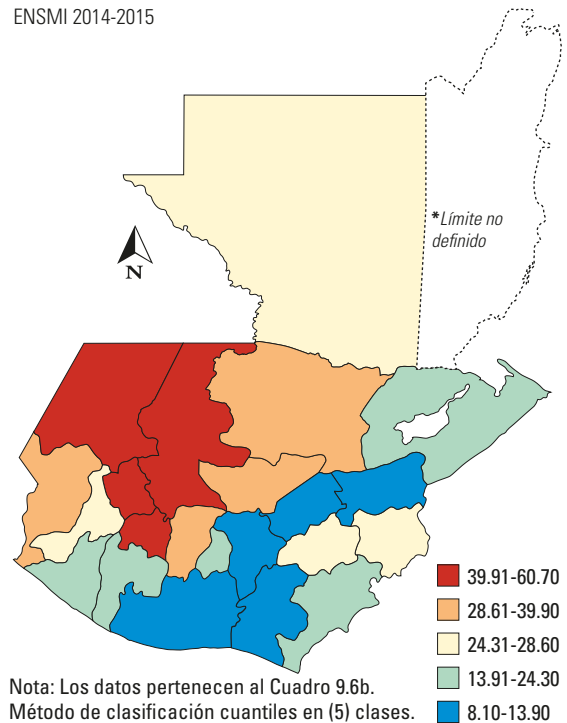 ENSMI 2014-2015
*Límite no
definido
N
39.91-60.70
28.61-39.90
24.31-28.60
13.91-24.30
8.10-13.90
Nota: Los datos pertenecen al Cuadro 9.6b.
Método de clasificación cuantiles en (5) clases.